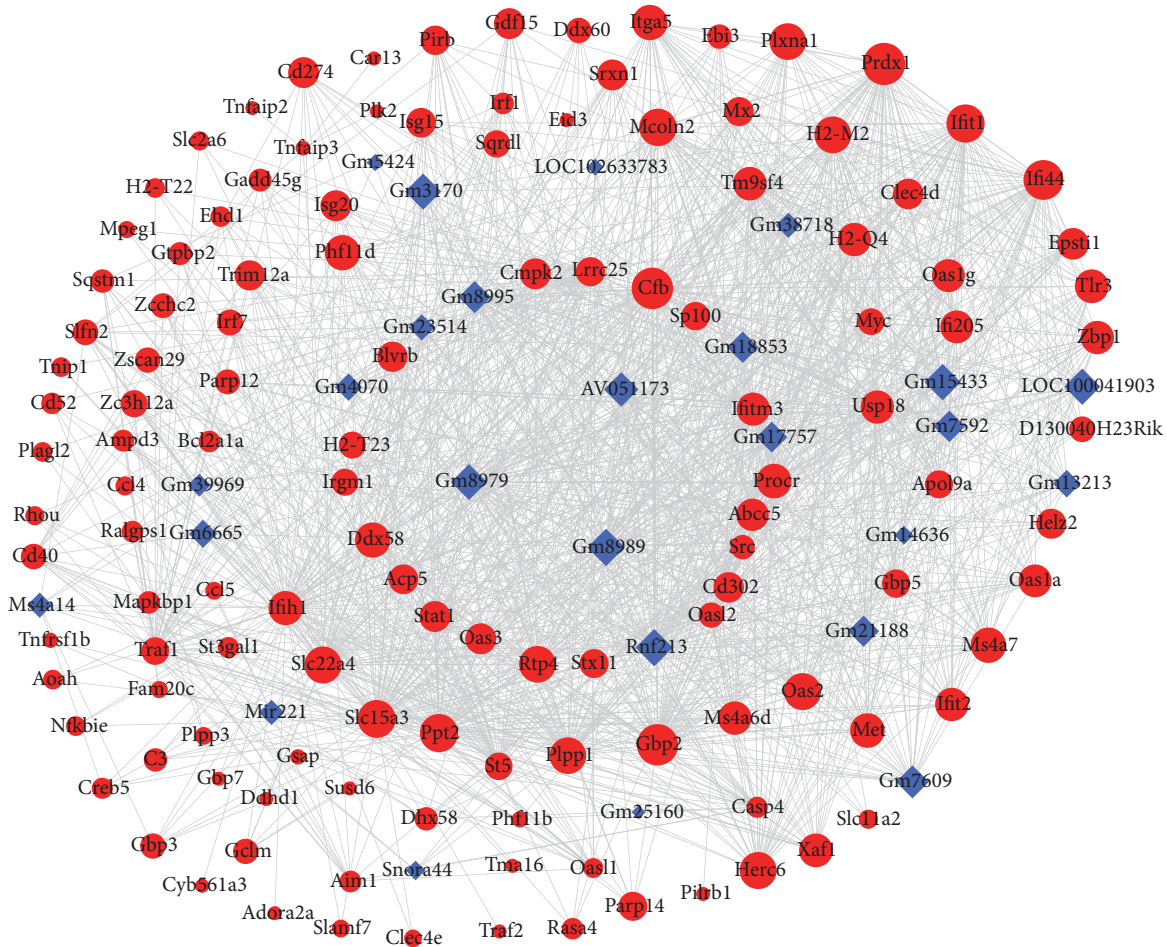 Itga5
Gdf15
Ddx60
Ebi3
Plxna1
Pirb
Car13
Prdx1
Cd274
Srxn1
Tnfaip2
Plk2
Irf1
Mx2
Isg15
Eid3
Mcoln2
H2-M2
Ifit1
Slc2a6
Tnfaip3
Sqrdl
Gm5424
LOC102633783
Ifi44
H2-T22
Gadd45g
Gm3170
Tm9sf4
Clec4d
Isg20
Mpeg1
Ehd1
Gm38718
H2-Q4
Epsti1
Gtpbp2
Phf11d
Sqstm1
Trim12a
Cmpk2
Lrrc25
Cfb
Oas1g
Tlr3
Gm8995
Zcchc2
Irf7
Gm23514
Sp100
Myc
Ifi205
Slfn2
Zbp1
Zscan29
Blvrb
Gm18853
Tnip1
Parp12
Gm4070
AV051173
Gm15433
LOC100041903
Cd52
Zc3h12a
Ifitm3
Usp18
Ampd3
Bcl2a1a
H2-T23
Gm17757
Gm7592
D130040H23Rik
Plagl2
Ccl4
Gm39969
Irgm1
Gm8979
Procr
Apol9a
Gm13213
Rhou
Ralgps1
Gm6665
Ddx58
Gm8989
Abcc5
Src
Gm14636
Helz2
Cd40
Ccl5
Acp5
Cd302
Gbp5
Oas1a
Ms4a14
Mapkbp1
Ifih1
Stat1
Oasl2
Tnfrsf1b
Traf1
St3gal1
Oas3
Rnf213
Gm21188
Ms4a7
Aoah
Fam20c
Slc22a4
Rtp4
Stx11
Oas2
Nfkbie
Mir221
Slc15a3
Ppt2
Ms4a6d
Ifit2
Plpp3
Gbp2
Met
C3
Gsap
St5
Plpp1
Creb5
Gbp7
Ddhd1
Susd6
Gm7609
Dhx58
Phf11b
Gm25160
Casp4
Slc11a2
Gbp3
Gclm
Xaf1
Cyb561a3
Aim1
Snora44
Tma16
Oasl1
Herc6
Adora2a
Pilrb1
Parp14
Slamf7
Clec4e
Traf2
Rasa4